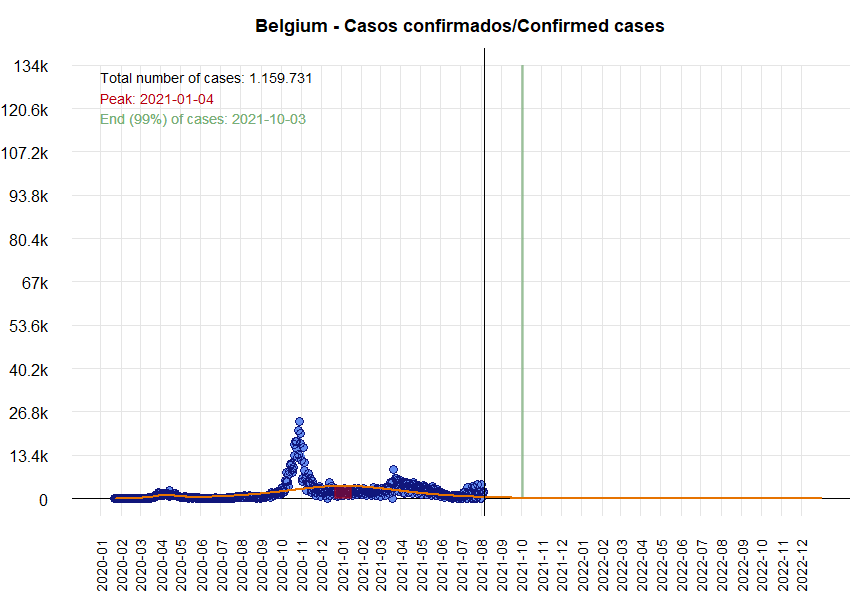 Belgium - Casos confirmados/Confirmed cases
134k
120.6k
107.2k
93.8k
80.4k
67k
53.6k
40.2k
26.8k
13.4k
0
Total number of cases: 1.159.731
Peak: 2021-01-04
End (99%) of cases: 2021-10-03
2020-01
2020-02
2020-03
2020-04
2020-05
2020-06
2020-07
2020-08
2020-09
2020-10
2020-11
2020-12
2021-01
2021-02
2021-03
2021-04
2021-05
2021-06
2021-07
2021-08
2021-09
2021-10
2021-11
2021-12
2022-01
2022-02
2022-03
2022-04
2022-05
2022-06
2022-07
2022-08
2022-09
2022-10
2022-11
2022-12